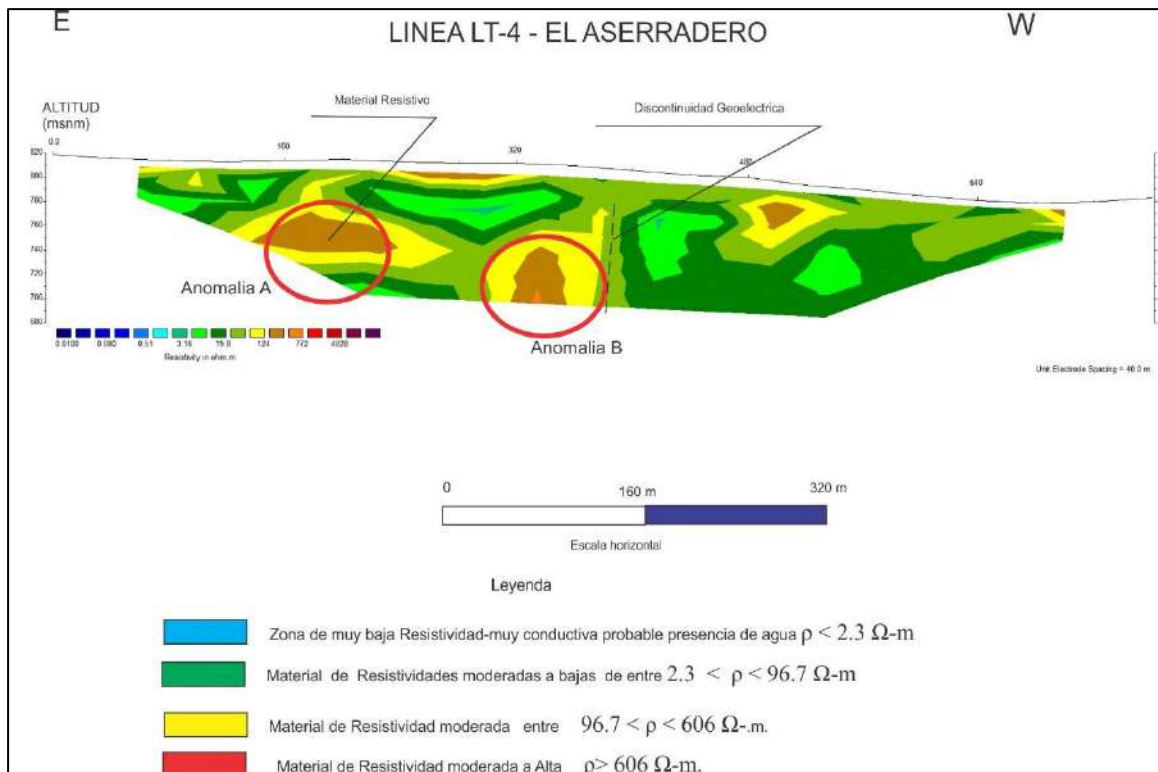 E
W
LINEA LT-4 - EL ASERRADERO
Material Resistivo
Discontinuidad Geoelectrica
ALTITUD
(msnm)
0.0
160
320
480
640
820
800
780
760
740
720
700
680
Anomalia A
Anomalia B
0.0100 0.080 0.51 3.16 19.8 124 772 4828
Resistivity in ohm.m
Unit Electrode Spacing = 40.0 m.
0 160 m 320 m
Escala horizontal
Leyenda
Zona de muy baja Resistividad-muy conductiva probable presencia de agua ρ < 2.3 Ω-m
Material de Resistividades moderadas a bajas de entre 2.3 < ρ < 96.7 Ω-m
Material de Resistividad moderada entre 96.7 < ρ < 606 Ω-.m.
Material de Resistividad moderada a Alta ρ> 606 Ω-m.